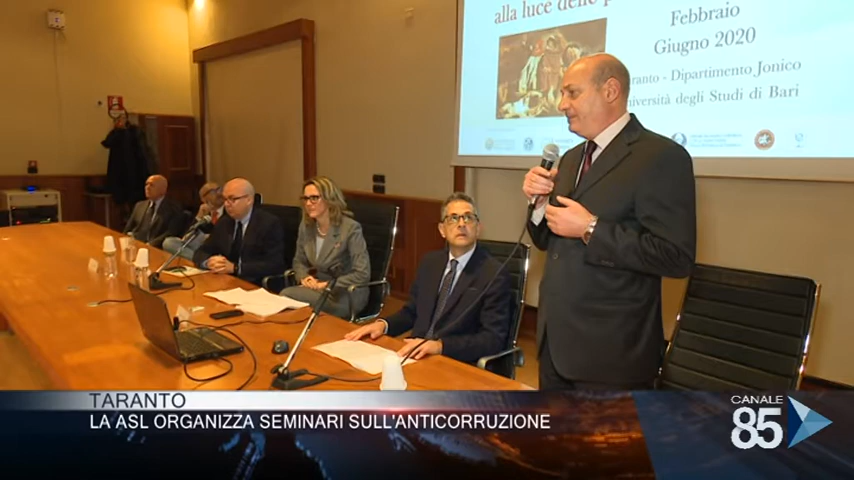 alla luce delle
Febbraio
Giugno 2020
Taranto - Dipartimento Jonico
Università degli Studi di Bari
TARANTO
LA ASL ORGANIZZA SEMINARI SULL'ANTICORRUZIONE
CANALE
85